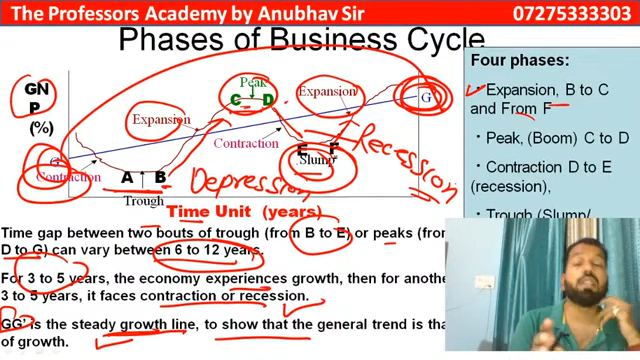 The Professors Academy by Anubhav Sir 07275333303
Phases of Business Cycle
GN
P
(%)
Peak
C D
Expansion
Expansion
G
G
Contraction
Contraction
A B
Trough
E F
Slump
Depression
Recession
Time Unit (years)
Time gap between two bouts of trough (from B to E) or peaks (from
D to G) can vary between 6 to 12 years.
For 3 to 5 years, the economy experiences growth, then for another
3 to 5 years, it faces contraction or recession.
GG' is the steady growth line, to show that the general trend is that
of growth.
Four phases:
• Expansion, B to C
and From F
• Peak, (Boom) C to D
• Contraction D to E
(recession),
• Trough (Slump/